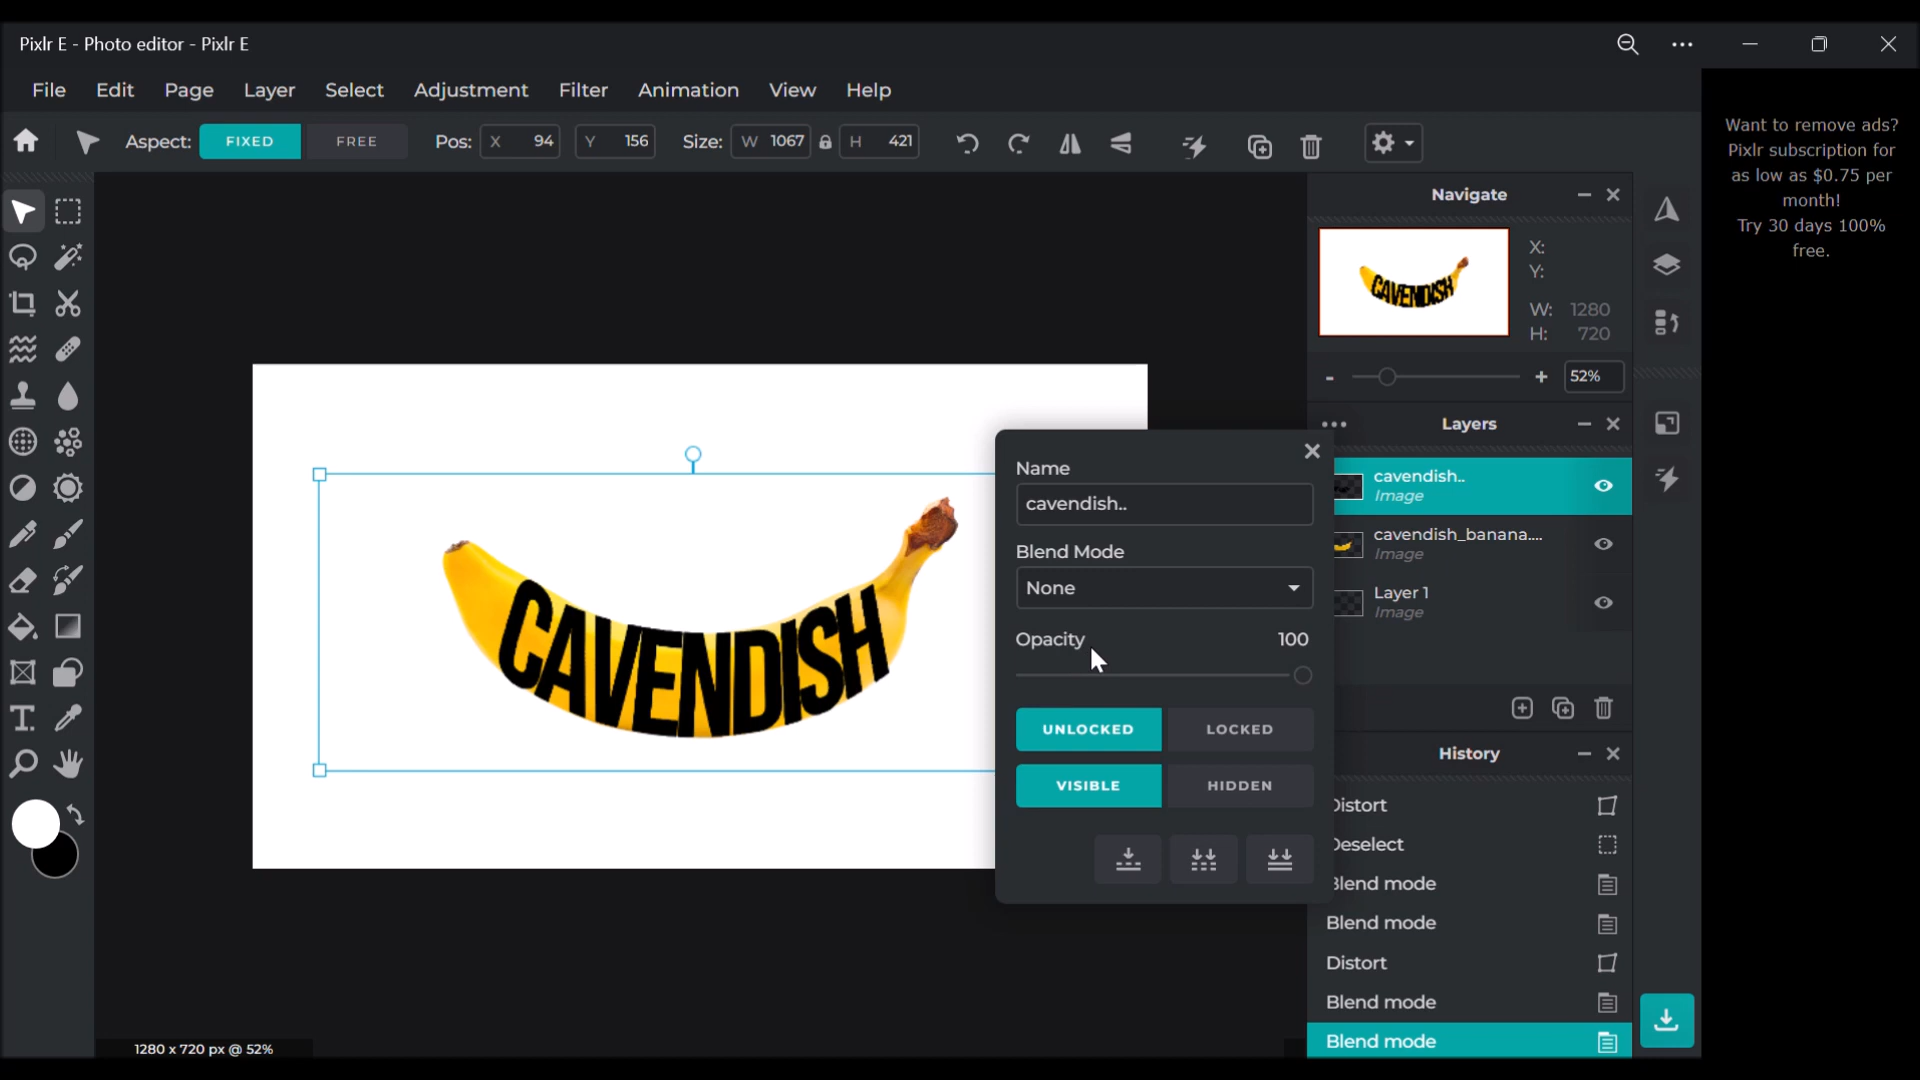 Pixlr E - Photo editor - Pixlr E
File Edit Page Layer Select Adjustment Filter Animation View Help
Aspect: FIXED FREE Pos: X 94 Y 156 Size: W 1067 H 421
Want to remove ads?
Pixlr subscription for
as low as $0.75 per
month!
Try 30 days 100%
free.
Navigate
CAVENDISH
X:
Y:
W: 1280
H: 720
- + 52%
Layers
cavendish..
Image
cavendish_banana....
Image
Layer 1
Image
Name
cavendish..
Blend Mode
None
Opacity 100
UNLOCKED LOCKED
VISIBLE HIDDEN
CAVENDISH
History
Distort
Deselect
Blend mode
Blend mode
Distort
Blend mode
Blend mode
1280 x 720 px @ 52%